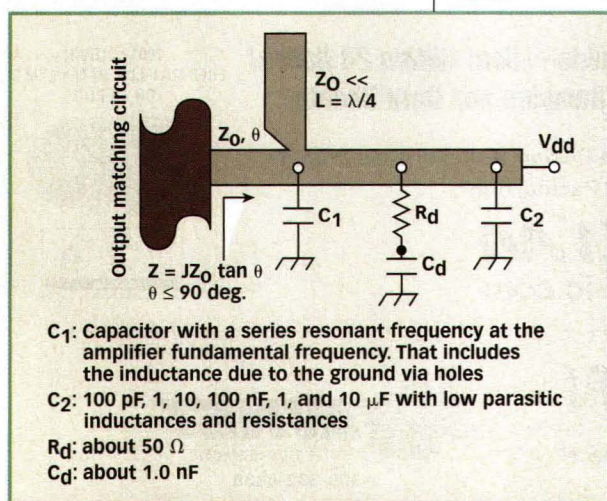 Output matching circuit
Z₀ <<
L = λ/4
Z₀, θ
Vdd
C₁
Rd
C₂
Cd
Z = JZ₀ tan θ
θ ≤ 90 deg.
C₁: Capacitor with a series resonant frequency at the
amplifier fundamental frequency. That includes
the inductance due to the ground via holes
C₂: 100 pF, 1, 10, 100 nF, 1, and 10 μF with low parasitic
inductances and resistances
Rd: about 50 Ω
Cd: about 1.0 nF